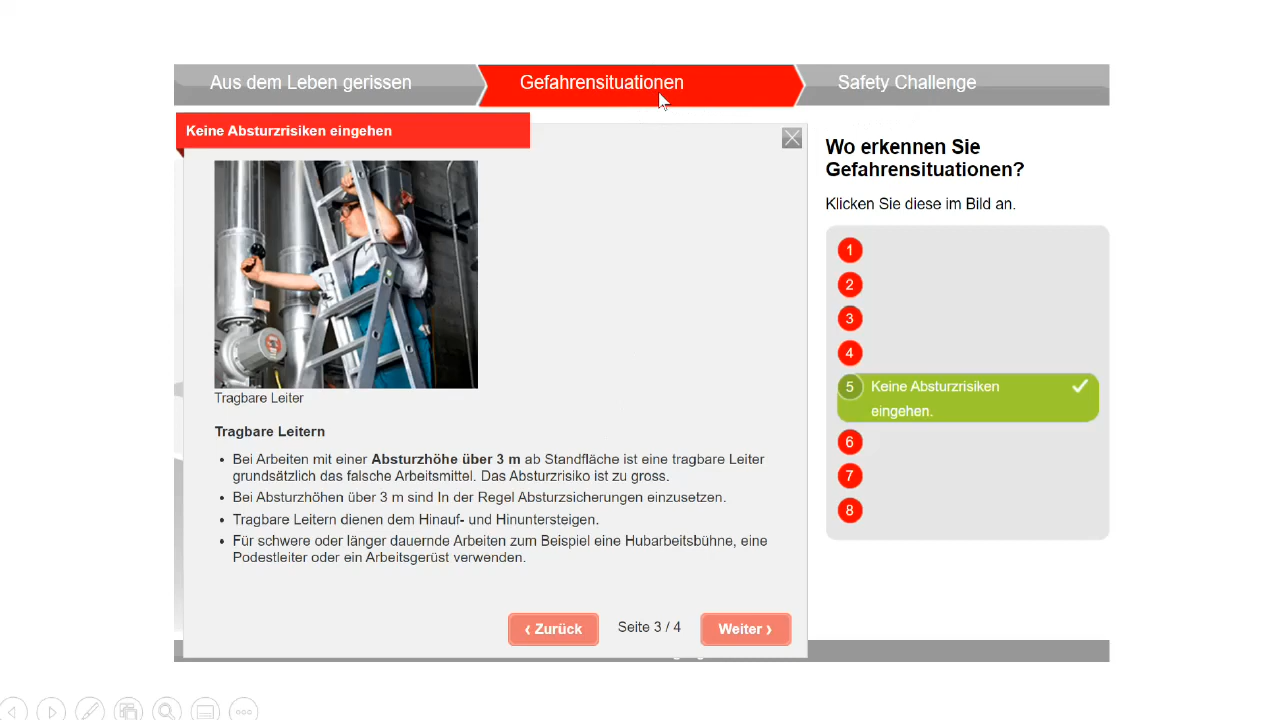 Aus dem Leben gerissen
Gefahrensituationen
Safety Challenge
Keine Absturzrisiken eingehen
Wo erkennen Sie
Gefahrensituationen?
Klicken Sie diese im Bild an.
1
2
3
4
5 Keine Absturzrisiken
eingehen.
6
7
8
Tragbare Leiter
Tragbare Leitern
• Bei Arbeiten mit einer Absturzhöhe über 3 m ab Standfläche ist eine tragbare Leiter
grundsätzlich das falsche Arbeitsmittel. Das Absturzrisiko ist zu gross.
• Bei Absturzhöhen über 3 m sind In der Regel Absturzsicherungen einzusetzen.
• Tragbare Leitern dienen dem Hinauf- und Hinuntersteigen.
• Für schwere oder länger dauernde Arbeiten zum Beispiel eine Hubarbeitsbühne, eine
Podestleiter oder ein Arbeitsgerüst verwenden.
‹ Zurück
Seite 3 / 4
Weiter ›